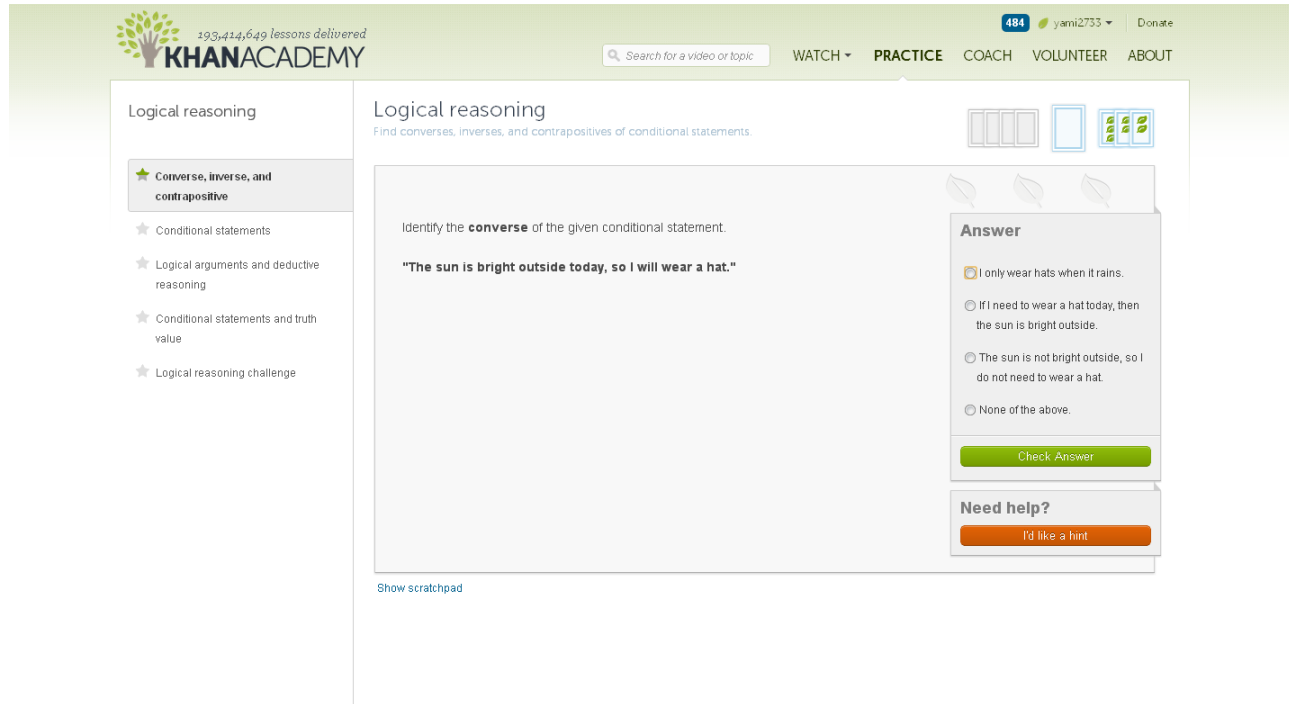 193,414,649 lessons delivered
KHANACADEMY
484 yami2733 Donate
Search for a video or topic
WATCH PRACTICE COACH VOLUNTEER ABOUT
Logical reasoning
Converse, inverse, and
contrapositive
Conditional statements
Logical arguments and deductive
reasoning
Conditional statements and truth
value
Logical reasoning challenge
Logical reasoning
Find converses, inverses, and contrapositives of conditional statements.
Identify the converse of the given conditional statement.
"The sun is bright outside today, so I will wear a hat."
Answer
I only wear hats when it rains.
If I need to wear a hat today, then
the sun is bright outside.
The sun is not bright outside, so I
do not need to wear a hat.
None of the above.
Check Answer
Need help?
I'd like a hint
Show scratchpad